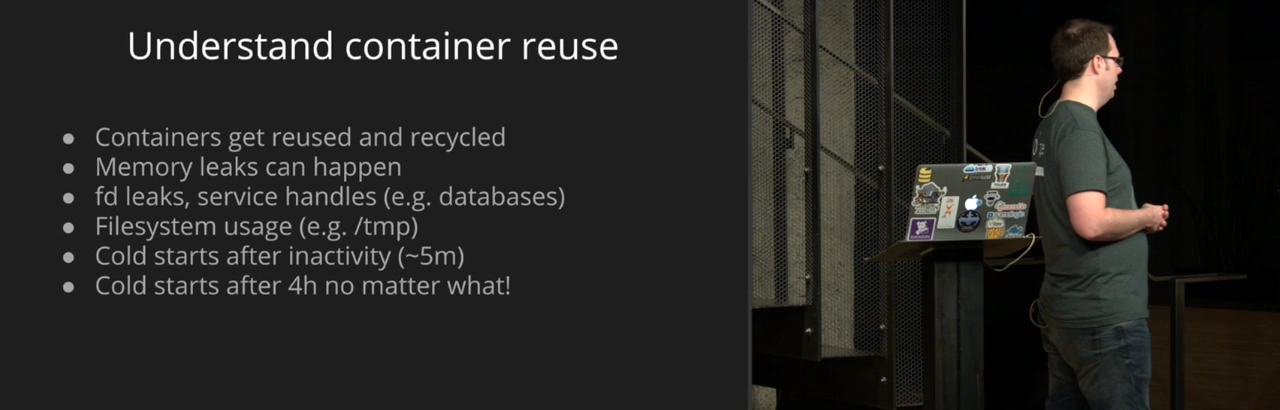 Understand container reuse
● Containers get reused and recycled
● Memory leaks can happen
● fd leaks, service handles (e.g. databases)
● Filesystem usage (e.g. /tmp)
● Cold starts after inactivity (~5m)
● Cold starts after 4h no matter what!